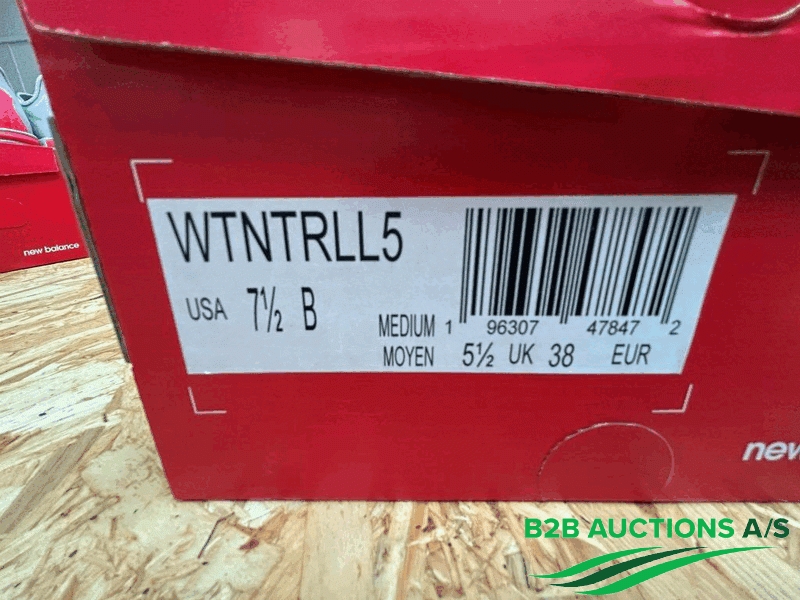 WTNTRLL5
USA 7½ B
MEDIUM 1 96307 47847 2
MOYEN 5½ UK 38 EUR
new balance
B2B AUCTIONS A/S